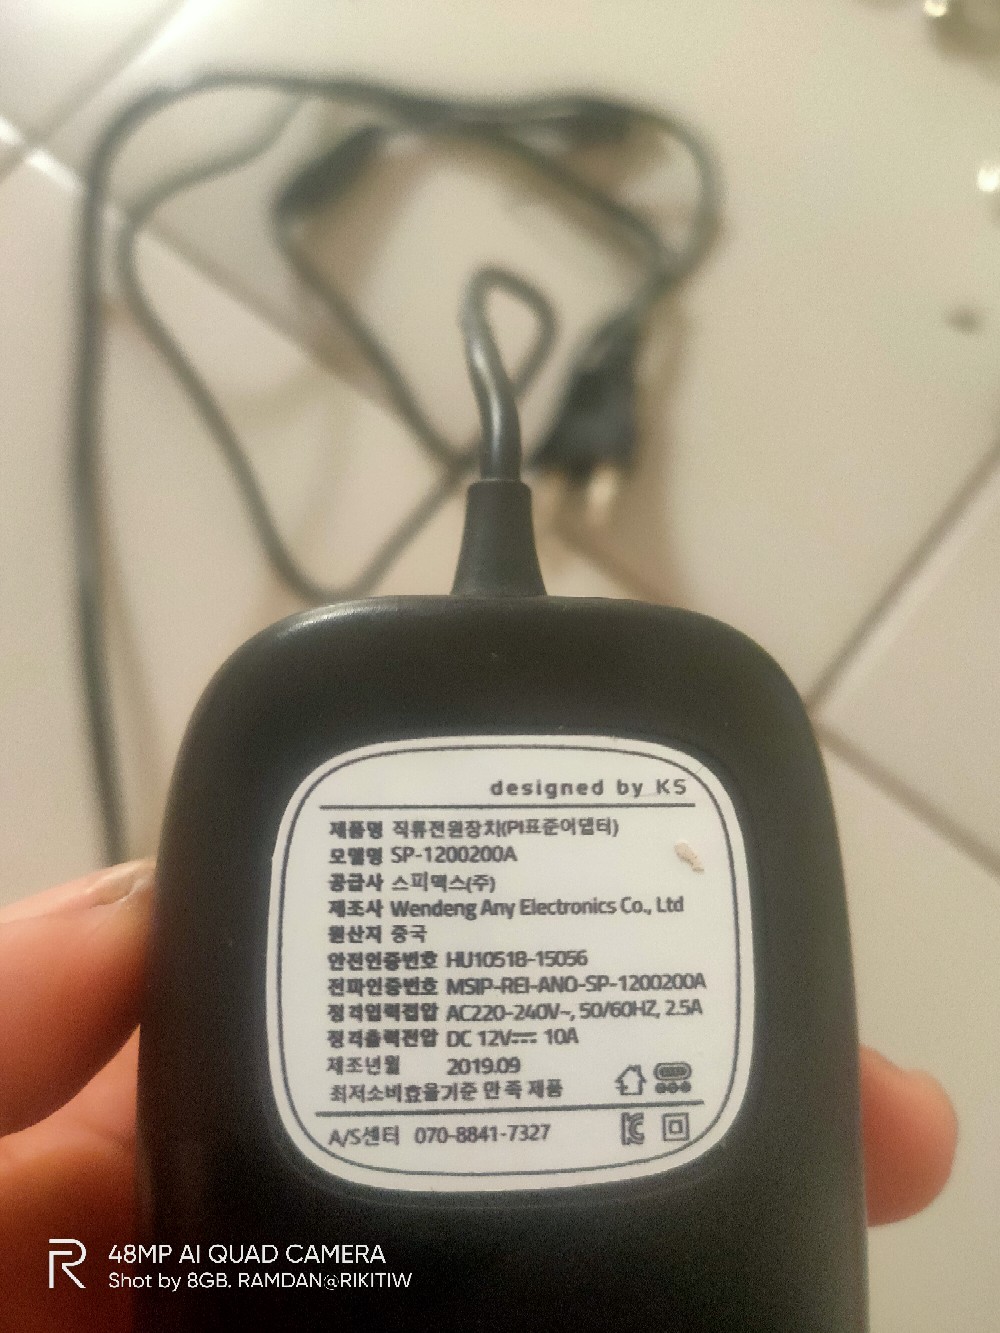 designed by KS
제품명 직류전원장치(PI표준어댑터)
모델명 SP-1200200A
공급사 스피맥스(주)
제조사 Wendeng Any Electronics Co., Ltd
원산지 중국
안전인증번호 HU10518-15056
전파인증번호 MSIP-REI-ANO-SP-1200200A
정격입력전압 AC220-240V~, 50/60HZ, 2.5A
정격출력전압 DC 12V⎓ 10A
제조년월 2019.09
최저소비효율기준 만족 제품
A/S센터 070-8841-7327
R 48MP AI QUAD CAMERA
Shot by 8GB. RAMDAN@RIKITIW